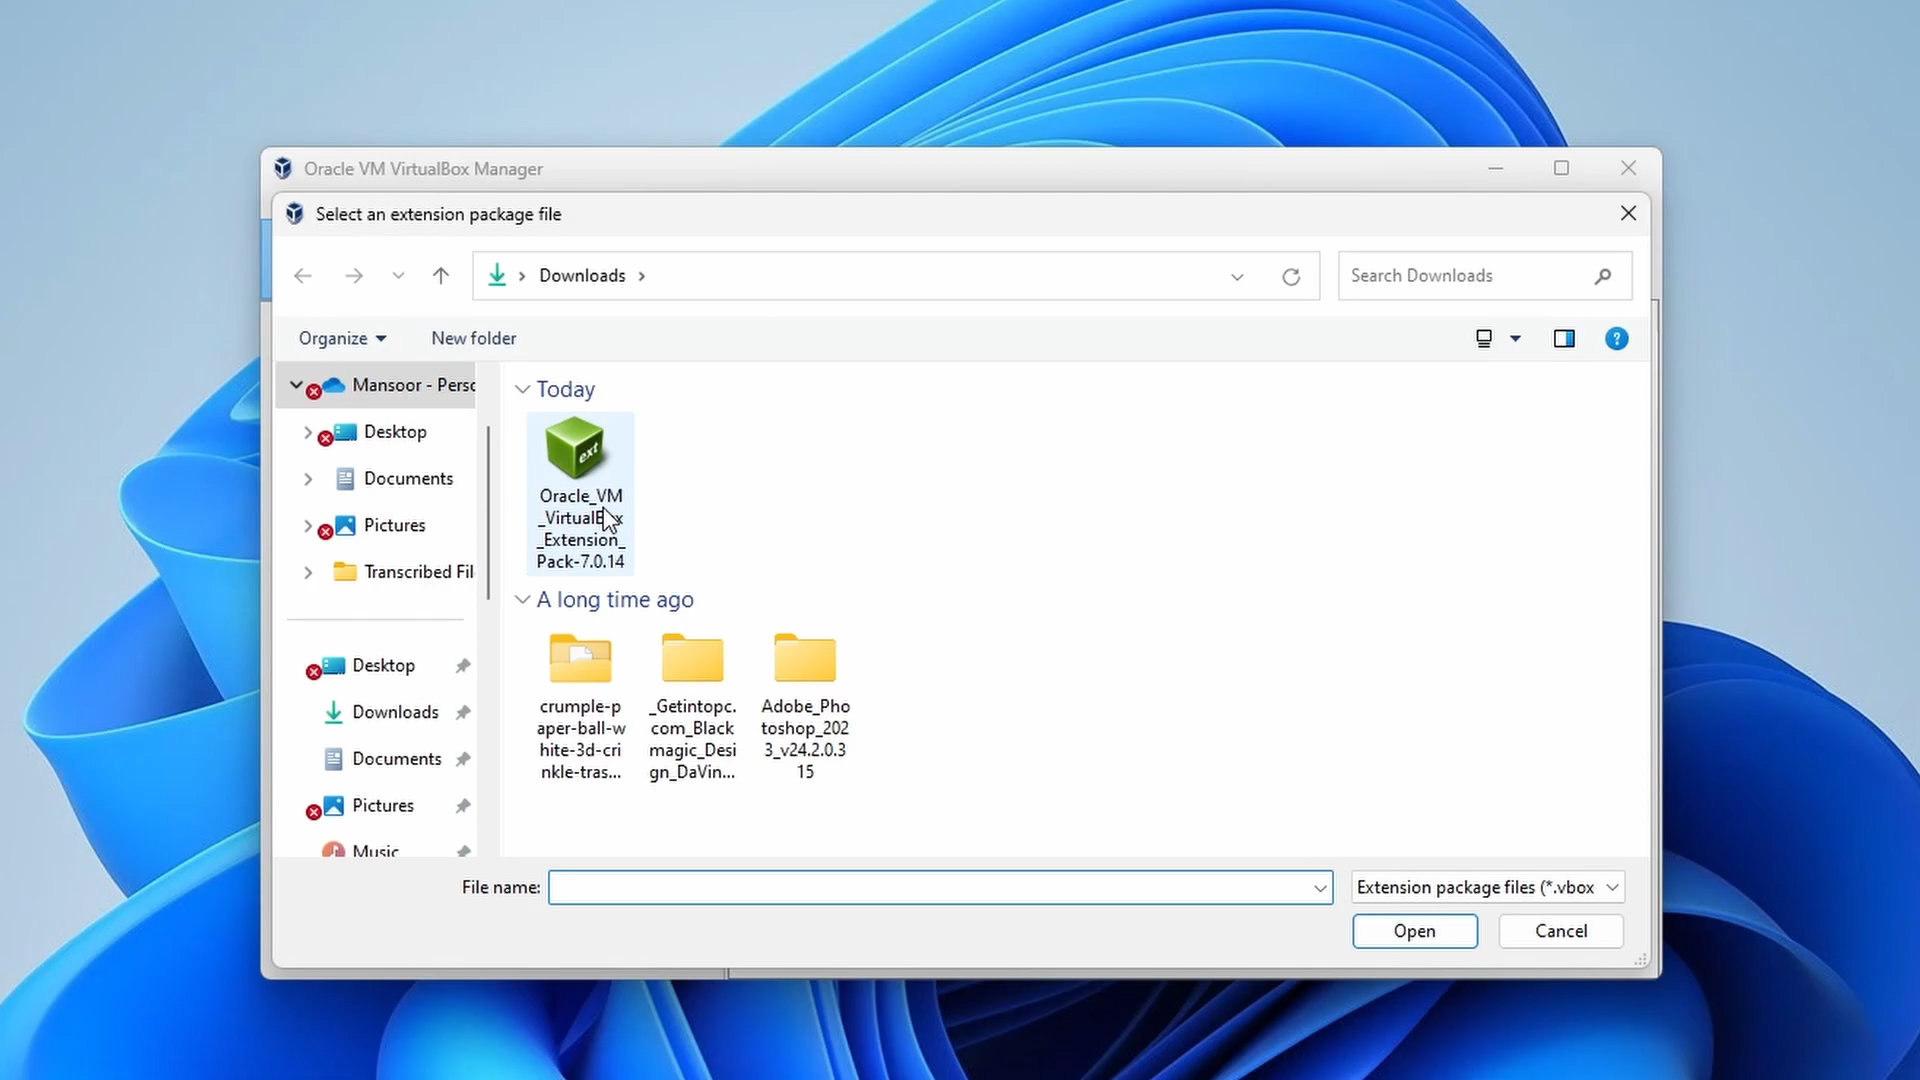 Oracle VM VirtualBox Manager
Select an extension package file
Downloads
Search Downloads
Organize
New folder
?
Mansoor - Perso
Desktop
Documents
Pictures
Transcribed Fil
Desktop
Downloads
Documents
Pictures
Music
Today
ext
Oracle_VM
_VirtualBox
_Extension_
Pack-7.0.14
A long time ago
crumple-p
aper-ball-w
hite-3d-cri
nkle-tras...
_Getintopc.
com_Black
magic_Desi
gn_DaVin...
Adobe_Pho
toshop_202
3_v24.2.0.3
15
File name:
Extension package files (*.vbox
Open
Cancel